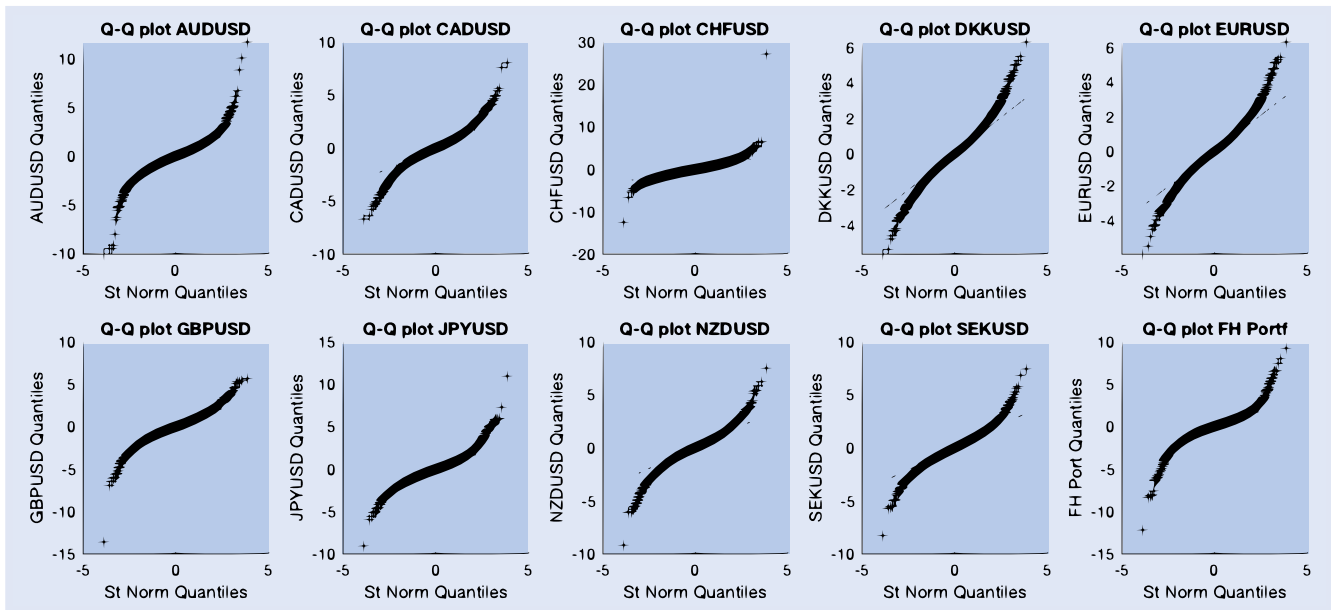 Q-Q plot AUDUSD
AUDUSD Quantiles
10
5
0
-5
-10
-5
0
5
St Norm Quantiles
Q-Q plot CADUSD
CADUSD Quantiles
10
5
0
-5
-10
-5
0
5
St Norm Quantiles
Q-Q plot CHFUSD
CHFUSD Quantiles
30
20
10
0
-10
-20
-5
0
5
St Norm Quantiles
Q-Q plot DKKUSD
DKKUSD Quantiles
6
4
2
0
-2
-4
-5
0
5
St Norm Quantiles
Q-Q plot EURUSD
EURUSD Quantiles
6
4
2
0
-2
-4
-5
0
5
St Norm Quantiles
Q-Q plot GBPUSD
GBPUSD Quantiles
10
5
0
-5
-10
-15
-5
0
5
St Norm Quantiles
Q-Q plot JPYUSD
JPYUSD Quantiles
15
10
5
0
-5
-10
-5
0
5
St Norm Quantiles
Q-Q plot NZDUSD
NZDUSD Quantiles
10
5
0
-5
-10
-5
0
5
St Norm Quantiles
Q-Q plot SEKUSD
SEKUSD Quantiles
10
5
0
-5
-10
-5
0
5
St Norm Quantiles
Q-Q plot FH Portf
FH Port Quantiles
10
5
0
-5
-10
-15
-5
0
5
St Norm Quantiles